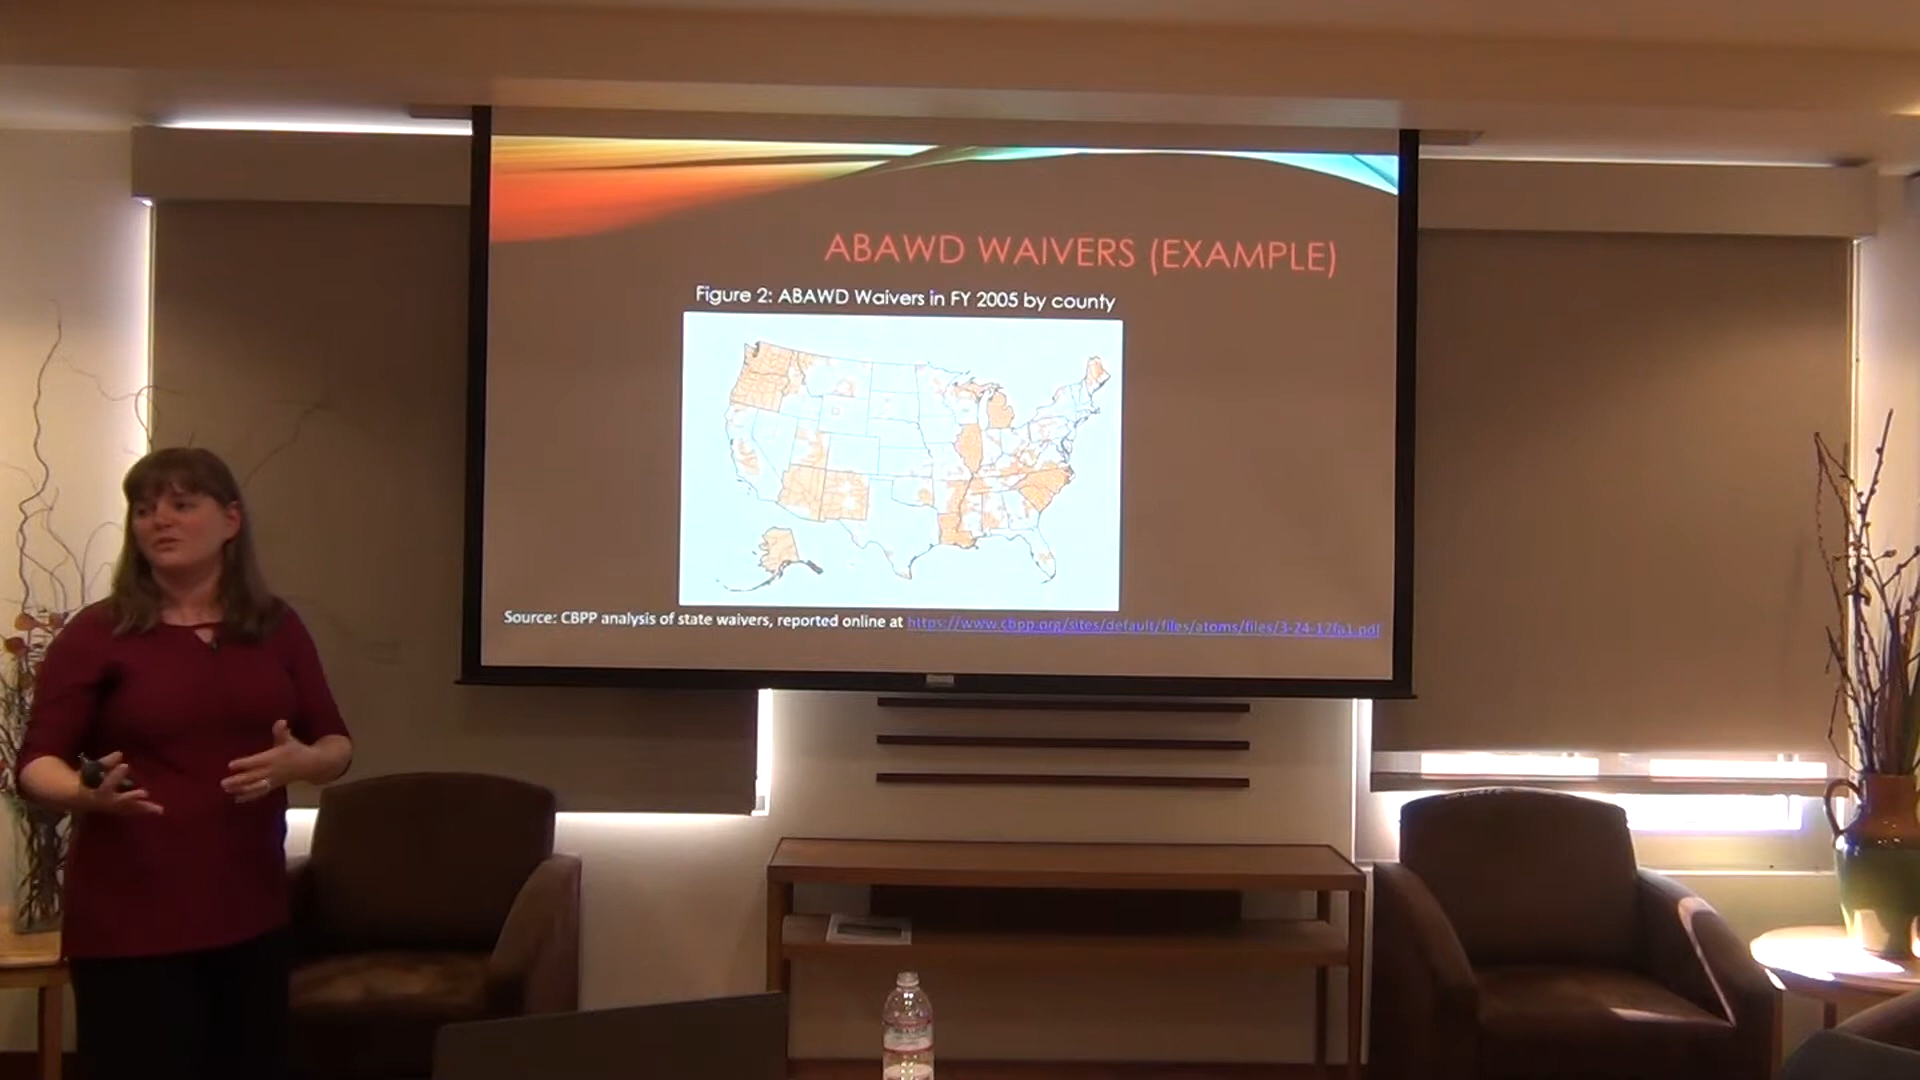 ABAWD WAIVERS (EXAMPLE)
Figure 2: ABAWD Waivers in FY 2005 by county
Source: CBPP analysis of state waivers, reported online at https://www.cbpp.org/sites/default/files/atoms/files/3-24-17fa1.pdf